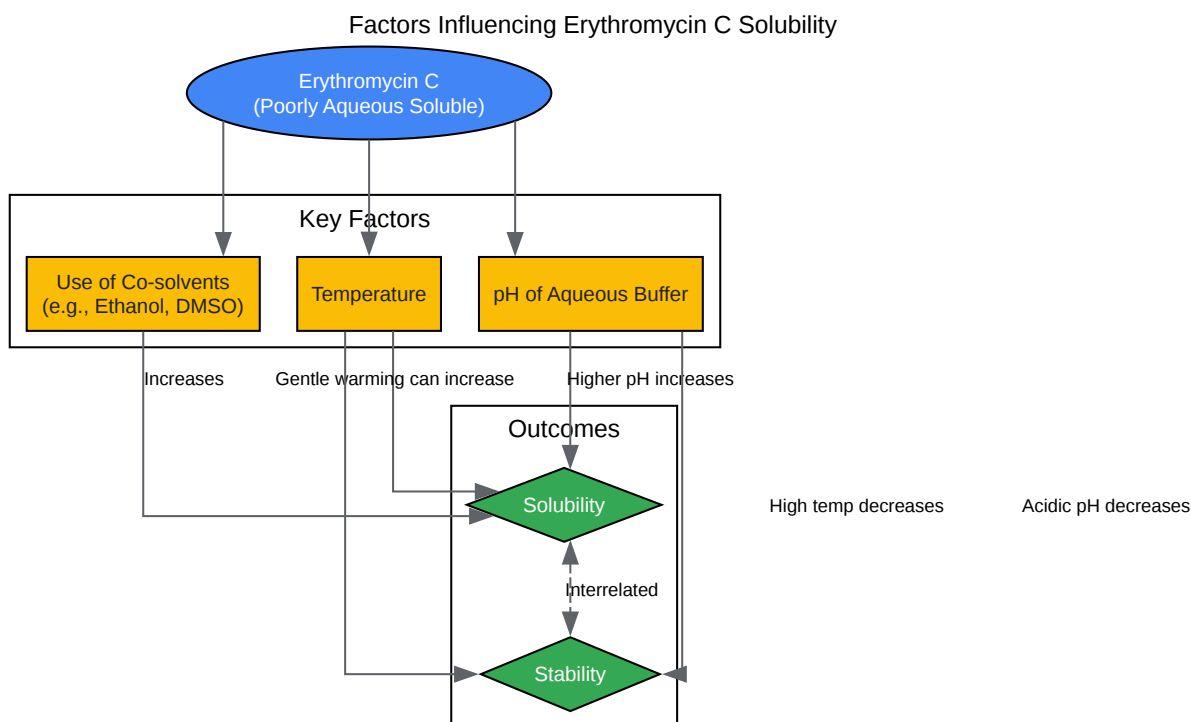 Factors Influencing Erythromycin C Solubility
Erythromycin C
(Poorly Aqueous Soluble)
Key Factors
Use of Co-solvents
(e.g., Ethanol, DMSO)
Temperature
pH of Aqueous Buffer
Increases
Gentle warming can increase
Higher pH increases
Outcomes
Solubility
High temp decreases
Acidic pH decreases
Interrelated
Stability